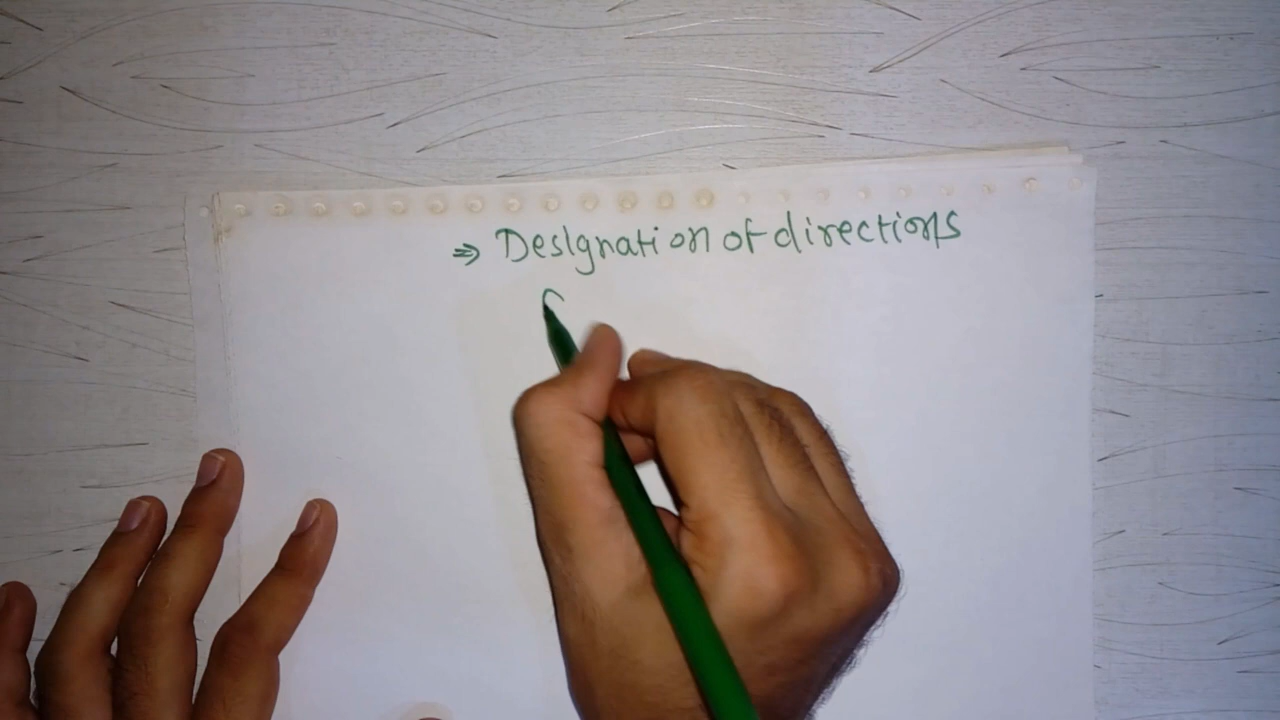 ⇒ Designation of directions